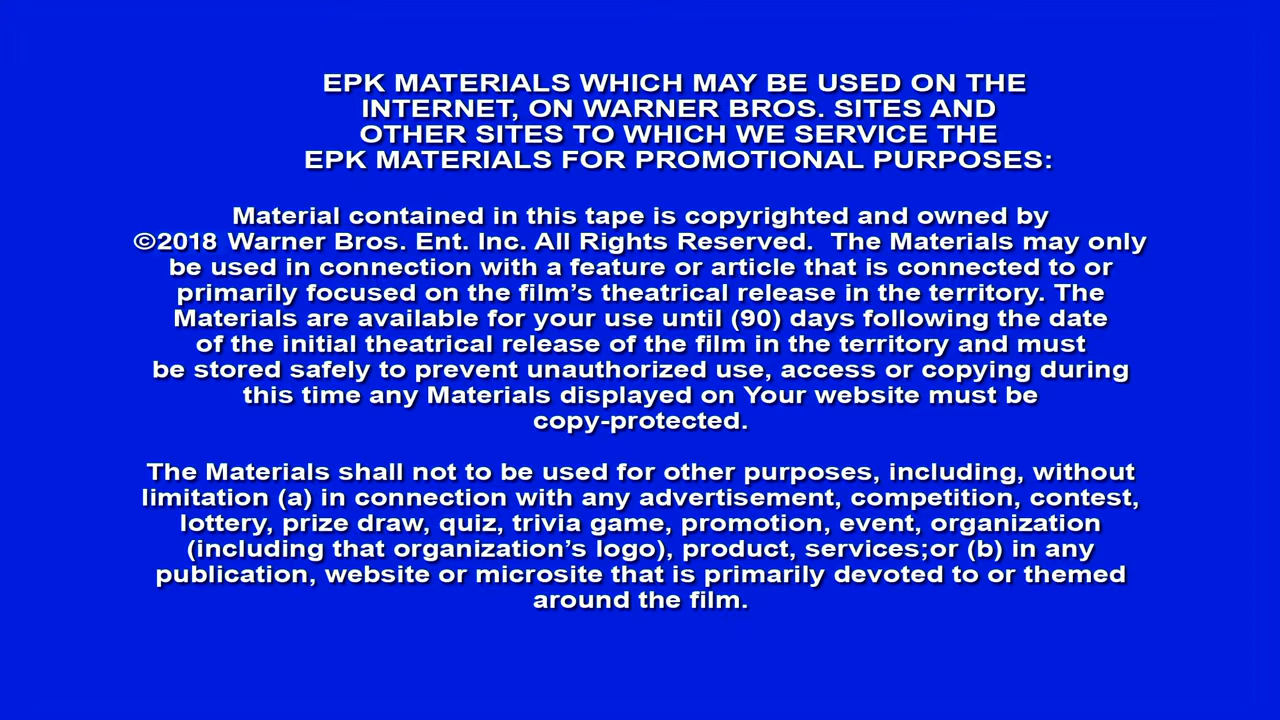 EPK MATERIALS WHICH MAY BE USED ON THE
INTERNET, ON WARNER BROS. SITES AND
OTHER SITES TO WHICH WE SERVICE THE
EPK MATERIALS FOR PROMOTIONAL PURPOSES:
Material contained in this tape is copyrighted and owned by
©2018 Warner Bros. Ent. Inc. All Rights Reserved.  The Materials may only
be used in connection with a feature or article that is connected to or
primarily focused on the film’s theatrical release in the territory. The
Materials are available for your use until (90) days following the date
of the initial theatrical release of the film in the territory and must
be stored safely to prevent unauthorized use, access or copying during
this time any Materials displayed on Your website must be
copy-protected.
The Materials shall not to be used for other purposes, including, without
limitation (a) in connection with any advertisement, competition, contest,
lottery, prize draw, quiz, trivia game, promotion, event, organization
(including that organization’s logo), product, services;or (b) in any
publication, website or microsite that is primarily devoted to or themed
around the film.